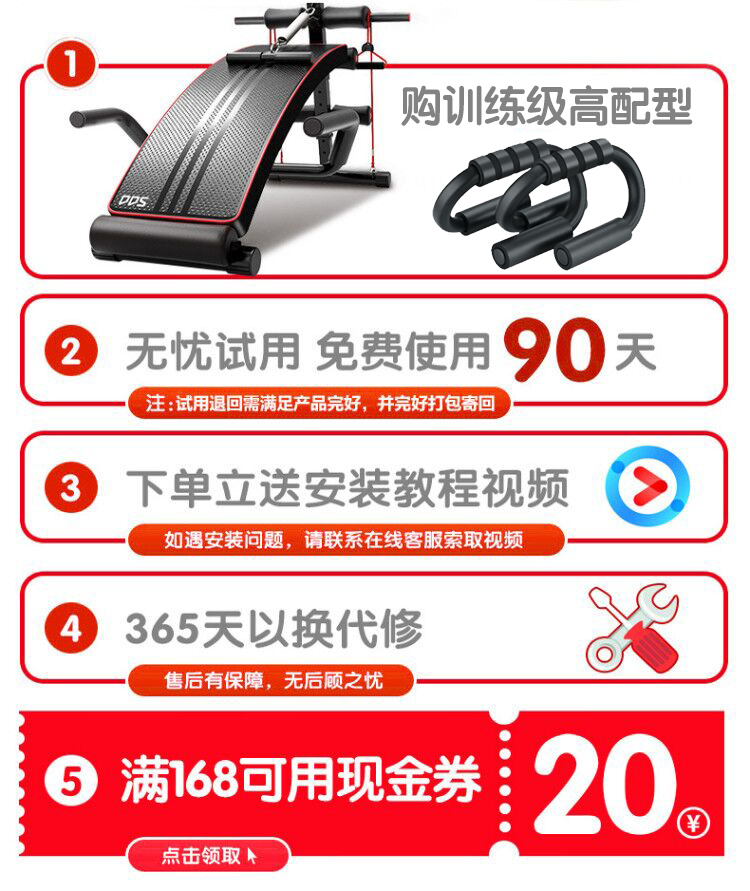 1
购训练级高配型
DDS
2
无忧试用 免费使用90天
注:试用退回需满足产品完好，并完好打包寄回
3
下单立送安装教程视频
如遇安装问题，请联系在线客服索取视频
4
365天以换代修
售后有保障，无后顾之忧
5
满168可用现金券
20¥
点击领取